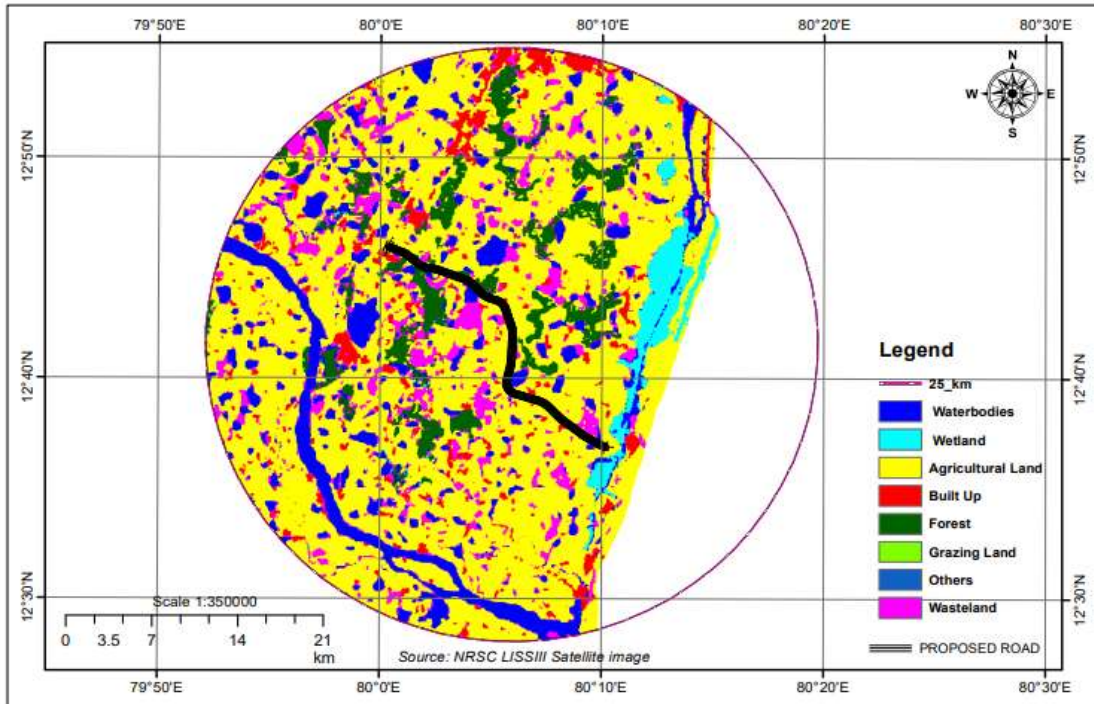 79°50'E 80°0'E 80°10'E 80°20'E 80°30'E
N
W E
S
12°50'N 12°50'N
12°40'N 12°40'N
12°30'N 12°30'N
Legend
25_km
Waterbodies
Wetland
Agricultural Land
Built Up
Forest
Grazing Land
Others
Wasteland
PROPOSED ROAD
Scale 1:350000
0 3.5 7 14 21
km
Source: NRSC LISSIII Satellite image
79°50'E 80°0'E 80°10'E 80°20'E 80°30'E